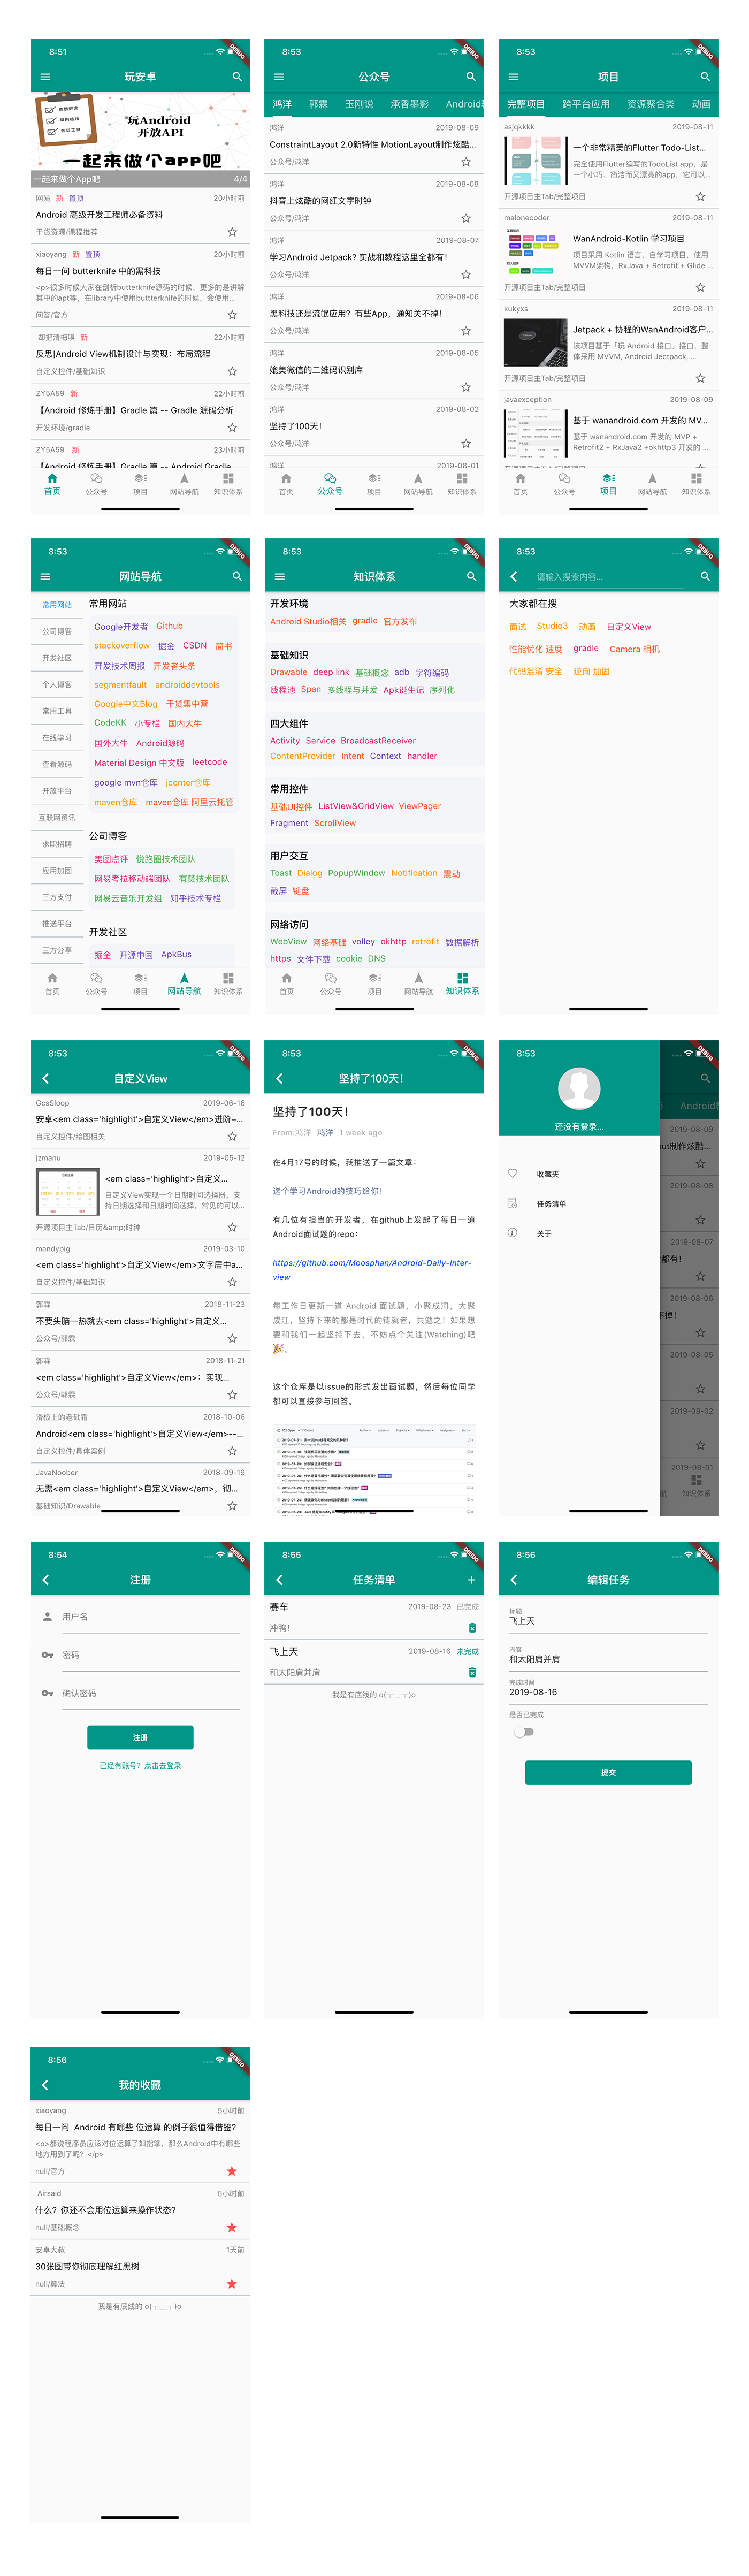 8:51
DEBUG
玩安卓
玩Android
开放API
一起来做个app吧
一起来做个App吧
4/4
网易 新 置顶
20小时前
Android 高级开发工程师必备资料
干货资源/课程推荐
xiaoyang 新 置顶
20小时前
每日一问 butterknife 中的黑科技
<p>很多时候大家在剖析butterknife源码的时候，更多的是讲解
其中的apt等，在library中使用buttterknife的时候，会使用...
问答/官方
却把清梅嗅 新
22小时前
反思|Android View机制设计与实现：布局流程
自定义控件/基础知识
ZY5A59 新
22小时前
【Android 修炼手册】Gradle 篇 -- Gradle 源码分析
开发环境/gradle
ZY5A59 新
23小时前
【Android 修炼手册】Gradle 篇 -- Android Gradle
首页 公众号 项目 网站导航 知识体系
8:53
DEBUG
公众号
鸿洋 郭霖 玉刚说 承香墨影 Android
鸿洋
2019-08-09
ConstraintLayout 2.0新特性 MotionLayout制作炫酷...
公众号/鸿洋
鸿洋
2019-08-08
抖音上炫酷的网红文字时钟
公众号/鸿洋
鸿洋
2019-08-07
学习Android Jetpack? 实战和教程这里全都有！
公众号/鸿洋
鸿洋
2019-08-06
黑科技还是流氓应用？有些App，通知关不掉！
公众号/鸿洋
鸿洋
2019-08-05
媲美微信的二维码识别库
公众号/鸿洋
鸿洋
2019-08-02
坚持了100天！
公众号/鸿洋
鸿洋
2019-08-01
首页 公众号 项目 网站导航 知识体系
8:53
DEBUG
项目
完整项目 跨平台应用 资源聚合类 动画
asjqkkkk
2019-08-11
一个非常精美的Flutter Todo-List...
完全使用Flutter编写的TodoList app，是
一个小巧、简洁而又漂亮的app，它可以...
开源项目主Tab/完整项目
malonecoder
2019-08-11
WanAndroid-Kotlin 学习项目
项目采用 Kotlin 语言，自学习项目，使用
MVVM架构，RxJava + Retrofit + Glide ...
开源项目主Tab/完整项目
kukyxs
2019-08-11
Jetpack + 协程的WanAndroid客户...
该项目基于「玩 Android 接口」接口，整
体采用 MVVM, Android Jectpack, ...
开源项目主Tab/完整项目
javaexception
2019-08-09
基于 wanandroid.com 开发的 MV...
基于 wanandroid.com 开发的 MVP +
Retrofit2 + RxJava2 +okhttp3 开发的 ...
开源项目主Tab/完整项目
首页 公众号 项目 网站导航 知识体系
8:53
DEBUG
网站导航
常用网站
公司博客
开发社区
个人博客
常用工具
在线学习
查看源码
开放平台
互联网资讯
求职招聘
应用加固
三方支付
推送平台
三方分享
常用网站
Google开发者 Github
stackoverflow 掘金 CSDN 简书
开发技术周报 开发者头条
segmentfault androiddevtools
Google中文Blog 干货集中营
CodeKK 小专栏 国内大牛
国外大牛 Android源码
Material Design 中文版 leetcode
google mvn仓库 jcenter仓库
maven仓库 maven仓库 阿里云托管
公司博客
美团点评 悦跑圈技术团队
网易考拉移动端团队 有赞技术团队
网易云音乐开发组 知乎技术专栏
开发社区
掘金 开源中国 ApkBus
首页 公众号 项目 网站导航 知识体系
8:53
DEBUG
知识体系
开发环境
Android Studio相关 gradle 官方发布
基础知识
Drawable deep link 基础概念 adb 字符编码
线程池 Span 多线程与并发 Apk诞生记 序列化
四大组件
Activity Service BroadcastReceiver
ContentProvider Intent Context handler
常用控件
基础UI控件 ListView&GridView ViewPager
Fragment ScrollView
用户交互
Toast Dialog PopupWindow Notification 震动
截屏 键盘
网络访问
WebView 网络基础 volley okhttp retrofit 数据解析
https 文件下载 cookie DNS
首页 公众号 项目 网站导航 知识体系
8:53
DEBUG
请输入搜索内容...
大家都在搜
面试 Studio3 动画 自定义View
性能优化 速度 gradle Camera 相机
代码混淆 安全 逆向 加固
8:53
DEBUG
自定义View
GcsSloop
2019-06-16
安卓<em class='highlight'>自定义View</em>进阶-...
自定义控件/绘图相关
jzmanu
2019-05-12
<em class='highlight'>自定义...
自定义View实现一个日期时间选择器，支
持日期选择和日期时间选择，常见的可以...
开源项目主Tab/日历&amp;时钟
mandypig
2019-03-10
<em class='highlight'>自定义View</em>文字居中a...
自定义控件/基础知识
郭霖
2018-11-23
不要头脑一热就去<em class='highlight'>自定义...
公众号/郭霖
郭霖
2018-11-21
<em class='highlight'>自定义View</em>：实现...
公众号/郭霖
滑板上的老砒霜
2018-10-06
Android<em class='highlight'>自定义View</em>--...
自定义控件/具体案例
JavaNoober
2018-09-19
无需<em class='highlight'>自定义View</em>，彻...
基础知识/Drawable
8:53
DEBUG
坚持了100天！
坚持了100天！
From:鸿洋 鸿洋 1 week ago
在4月17号的时候，我推送了一篇文章：
送个学习Android的技巧给你！
有几位有担当的开发者，在github上发起了每日一道
Android面试题的repo：
https://github.com/Moosphan/Android-Daily-Inter-
view
每工作日更新一道 Android 面试题，小聚成河，大聚
成江，坚持下来的都是时代的铸就者，共勉之！如果想
要和我们一起坚持下去，不妨点个关注(Watching)吧
🎉。
这个仓库是以issue的形式发出面试题，然后每位同学
都可以直接参与回答。
8:53
DEBUG
还没有登录...
收藏夹
任务清单
关于
Android
2019-08-09
out制作炫酷...
2019-08-08
2019-08-07
都有！
2019-08-06
不掉！
2019-08-05
2019-08-02
2019-08-01
航 知识体系
8:54
DEBUG
注册
用户名
密码
确认密码
注册
已经有账号？点击去登录
8:55
DEBUG
任务清单
赛车
2019-08-23 已完成
冲鸭！
飞上天
2019-08-16 未完成
和太阳肩并肩
我是有底线的 o(╥﹏╥)o
8:56
DEBUG
编辑任务
标题
飞上天
内容
和太阳肩并肩
完成时间
2019-08-16
是否已完成
提交
8:56
DEBUG
我的收藏
xiaoyang
5小时前
每日一问 Android 有哪些 位运算 的例子很值得借鉴？
<p>都说程序员应该对位运算了如指掌，那么Android中有哪些
地方用到了呢？</p>
null/官方
Airsaid
5小时前
什么？你还不会用位运算来操作状态？
null/基础概念
安卓大叔
1天前
30张图带你彻底理解红黑树
null/算法
我是有底线的 o(╥﹏╥)o